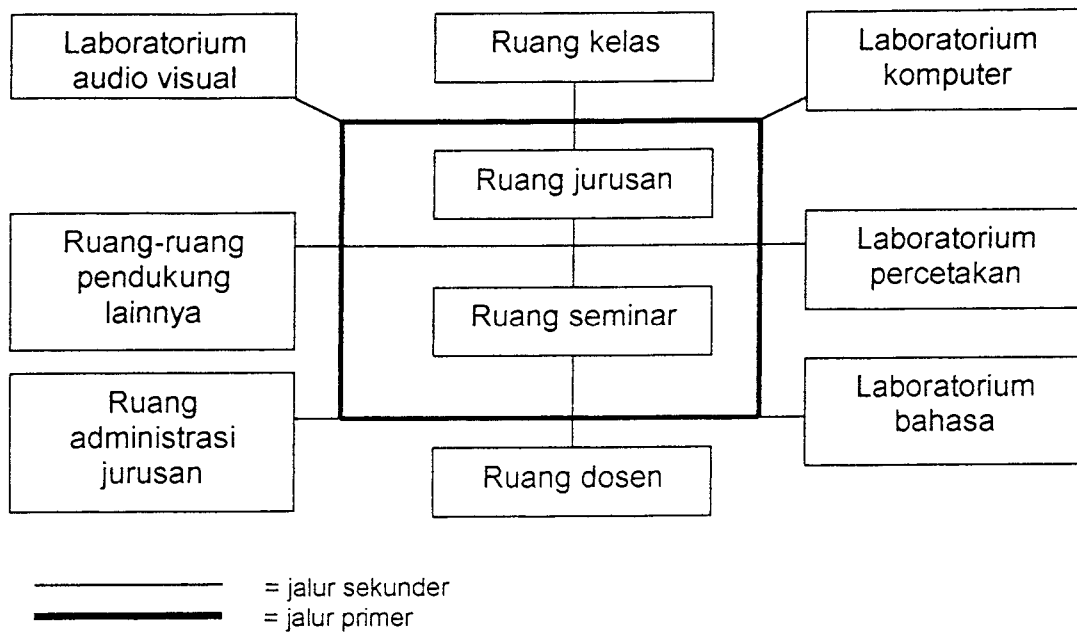 Laboratorium
audio visual
Ruang kelas
Laboratorium
komputer
Ruang jurusan
Ruang-ruang
pendukung
lainnya
Laboratorium
percetakan
Ruang seminar
Ruang
administrasi
jurusan
Laboratorium
bahasa
Ruang dosen
= jalur sekunder
= jalur primer